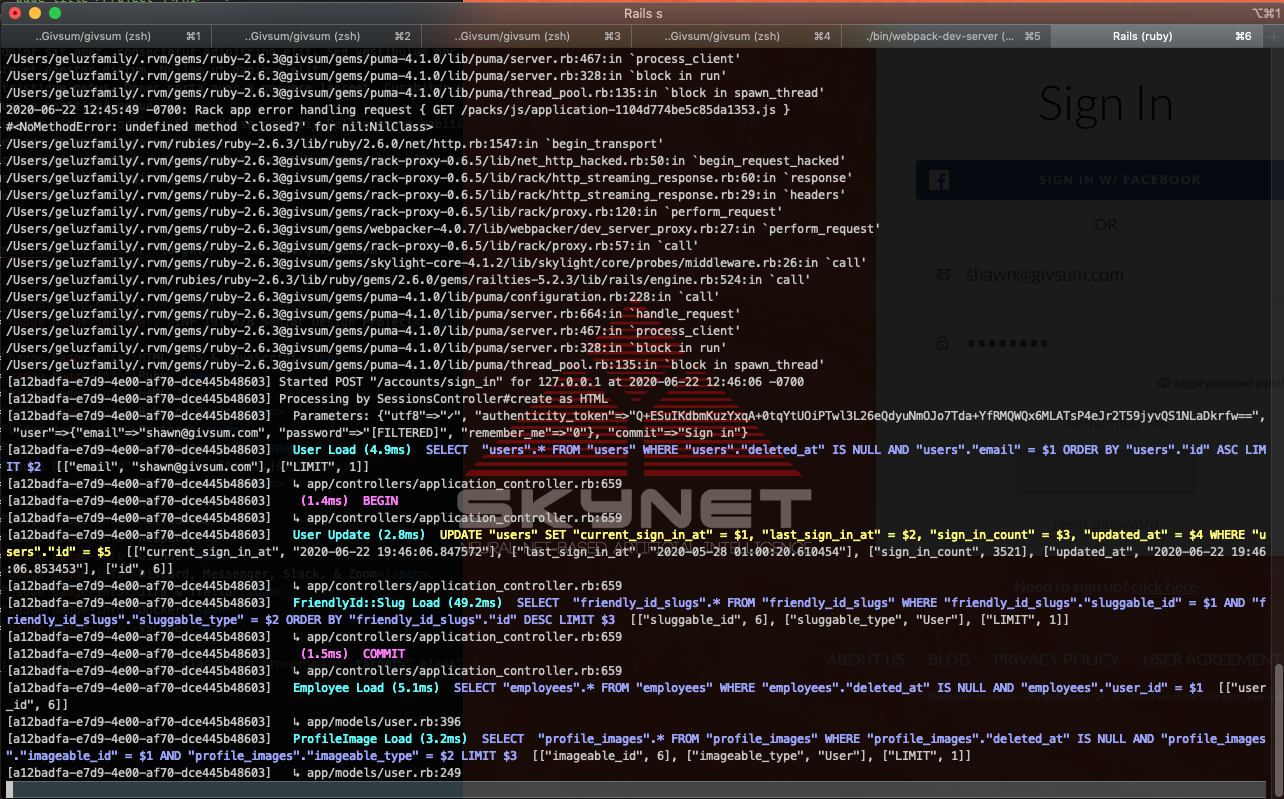 Rails s
⌥⌘1
..Givsum/givsum (zsh) ⌘1
..Givsum/givsum (zsh) ⌘2
..Givsum/givsum (zsh) ⌘3
..Givsum/givsum (zsh) ⌘4
./bin/webpack-dev-server (... ⌘5
Rails (ruby) ⌘6
/Users/geluzfamily/.rvm/gems/ruby-2.6.3@givsum/gems/puma-4.1.0/lib/puma/server.rb:467:in `process_client'
/Users/geluzfamily/.rvm/gems/ruby-2.6.3@givsum/gems/puma-4.1.0/lib/puma/server.rb:328:in `block in run'
/Users/geluzfamily/.rvm/gems/ruby-2.6.3@givsum/gems/puma-4.1.0/lib/puma/thread_pool.rb:135:in `block in spawn_thread'
2020-06-22 12:45:49 -0700: Rack app error handling request { GET /packs/js/application-1104d774be5c85da1353.js }
#<NoMethodError: undefined method `closed?' for nil:NilClass>
/Users/geluzfamily/.rvm/rubies/ruby-2.6.3/lib/ruby/2.6.0/net/http.rb:1547:in `begin_transport'
/Users/geluzfamily/.rvm/gems/ruby-2.6.3@givsum/gems/rack-proxy-0.6.5/lib/net_http_hacked.rb:50:in `begin_request_hacked'
/Users/geluzfamily/.rvm/gems/ruby-2.6.3@givsum/gems/rack-proxy-0.6.5/lib/rack/http_streaming_response.rb:60:in `response'
/Users/geluzfamily/.rvm/gems/ruby-2.6.3@givsum/gems/rack-proxy-0.6.5/lib/rack/http_streaming_response.rb:29:in `headers'
/Users/geluzfamily/.rvm/gems/ruby-2.6.3@givsum/gems/rack-proxy-0.6.5/lib/rack/proxy.rb:120:in `perform_request'
/Users/geluzfamily/.rvm/gems/ruby-2.6.3@givsum/gems/webpacker-4.0.7/lib/webpacker/dev_server_proxy.rb:27:in `perform_request'
/Users/geluzfamily/.rvm/gems/ruby-2.6.3@givsum/gems/rack-proxy-0.6.5/lib/rack/proxy.rb:57:in `call'
/Users/geluzfamily/.rvm/gems/ruby-2.6.3@givsum/gems/skylight-core-4.1.2/lib/skylight/core/probes/middleware.rb:26:in `call'
/Users/geluzfamily/.rvm/rubies/ruby-2.6.3/lib/ruby/gems/2.6.0/gems/railties-5.2.3/lib/rails/engine.rb:524:in `call'
/Users/geluzfamily/.rvm/gems/ruby-2.6.3@givsum/gems/puma-4.1.0/lib/puma/configuration.rb:228:in `call'
/Users/geluzfamily/.rvm/gems/ruby-2.6.3@givsum/gems/puma-4.1.0/lib/puma/server.rb:664:in `handle_request'
/Users/geluzfamily/.rvm/gems/ruby-2.6.3@givsum/gems/puma-4.1.0/lib/puma/server.rb:467:in `process_client'
/Users/geluzfamily/.rvm/gems/ruby-2.6.3@givsum/gems/puma-4.1.0/lib/puma/server.rb:328:in `block in run'
/Users/geluzfamily/.rvm/gems/ruby-2.6.3@givsum/gems/puma-4.1.0/lib/puma/thread_pool.rb:135:in `block in spawn_thread'
[a12badfa-e7d9-4e00-af70-dce445b48603] Started POST "/accounts/sign_in" for 127.0.0.1 at 2020-06-22 12:46:06 -0700
[a12badfa-e7d9-4e00-af70-dce445b48603] Processing by SessionsController#create as HTML
[a12badfa-e7d9-4e00-af70-dce445b48603]   Parameters: {"utf8"=>"✓", "authenticity_token"=>"Q+ESuIKdbmKuzYxqA+0tqYtUOiPTwl3L26eQdyuNmOJo7Tda+YfRMQWQx6MLATsP4eJr2T59jyvQS1NLaDkrfw==",
"user"=>{"email"=>"shawn@givsum.com", "password"=>"[FILTERED]", "remember_me"=>"0"}, "commit"=>"Sign in"}
[a12badfa-e7d9-4e00-af70-dce445b48603]   User Load (4.9ms)  SELECT  "users".* FROM "users" WHERE "users"."deleted_at" IS NULL AND "users"."email" = $1 ORDER BY "users"."id" ASC LIM
IT $2  [["email", "shawn@givsum.com"], ["LIMIT", 1]]
[a12badfa-e7d9-4e00-af70-dce445b48603]   ↳ app/controllers/application_controller.rb:659
[a12badfa-e7d9-4e00-af70-dce445b48603]    (1.4ms)  BEGIN
[a12badfa-e7d9-4e00-af70-dce445b48603]   ↳ app/controllers/application_controller.rb:659
[a12badfa-e7d9-4e00-af70-dce445b48603]   User Update (2.8ms)  UPDATE "users" SET "current_sign_in_at" = $1, "last_sign_in_at" = $2, "sign_in_count" = $3, "updated_at" = $4 WHERE "u
sers"."id" = $5  [["current_sign_in_at", "2020-06-22 19:46:06.847572"], ["last_sign_in_at", "2020-05-28 01:00:20.610454"], ["sign_in_count", 3521], ["updated_at", "2020-06-22 19:46
:06.853453"], ["id", 6]]
[a12badfa-e7d9-4e00-af70-dce445b48603]   ↳ app/controllers/application_controller.rb:659
[a12badfa-e7d9-4e00-af70-dce445b48603]   FriendlyId::Slug Load (49.2ms)  SELECT  "friendly_id_slugs".* FROM "friendly_id_slugs" WHERE "friendly_id_slugs"."sluggable_id" = $1 AND "f
riendly_id_slugs"."sluggable_type" = $2 ORDER BY "friendly_id_slugs"."id" DESC LIMIT $3  [["sluggable_id", 6], ["sluggable_type", "User"], ["LIMIT", 1]]
[a12badfa-e7d9-4e00-af70-dce445b48603]   ↳ app/controllers/application_controller.rb:659
[a12badfa-e7d9-4e00-af70-dce445b48603]    (1.5ms)  COMMIT
[a12badfa-e7d9-4e00-af70-dce445b48603]   ↳ app/controllers/application_controller.rb:659
[a12badfa-e7d9-4e00-af70-dce445b48603]   Employee Load (5.1ms)  SELECT "employees".* FROM "employees" WHERE "employees"."deleted_at" IS NULL AND "employees"."user_id" = $1  [["user
_id", 6]]
[a12badfa-e7d9-4e00-af70-dce445b48603]   ↳ app/models/user.rb:396
[a12badfa-e7d9-4e00-af70-dce445b48603]   ProfileImage Load (3.2ms)  SELECT  "profile_images".* FROM "profile_images" WHERE "profile_images"."deleted_at" IS NULL AND "profile_images
"."imageable_id" = $1 AND "profile_images"."imageable_type" = $2 LIMIT $3  [["imageable_id", 6], ["imageable_type", "User"], ["LIMIT", 1]]
[a12badfa-e7d9-4e00-af70-dce445b48603]   ↳ app/models/user.rb:249
Sign In
SIGN IN W/ FACEBOOK
OR
shawn@givsum.com
toggle password visibil
Remember Me
SIGN IN
reset password
Need to sign up? click here
ABOUT US BLOG PRIVACY POLICY USER AGREEMENT
SKYNET
NEURAL NET-BASED ARTIFICIAL INTELLIGENCE